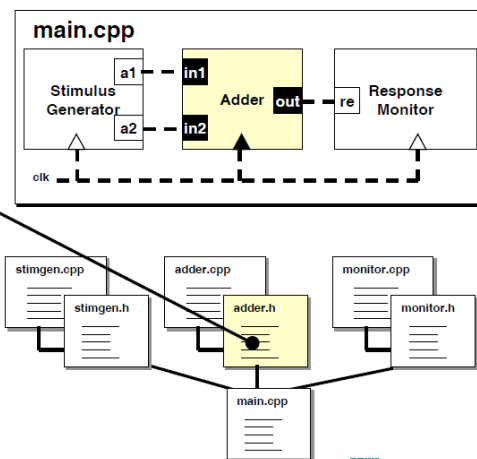 main.cpp
a1
in1
Stimulus
Generator
Adder
out
re
Response
Monitor
a2
in2
clk
stimgen.cpp
adder.cpp
monitor.cpp
stimgen.h
adder.h
monitor.h
main.cpp